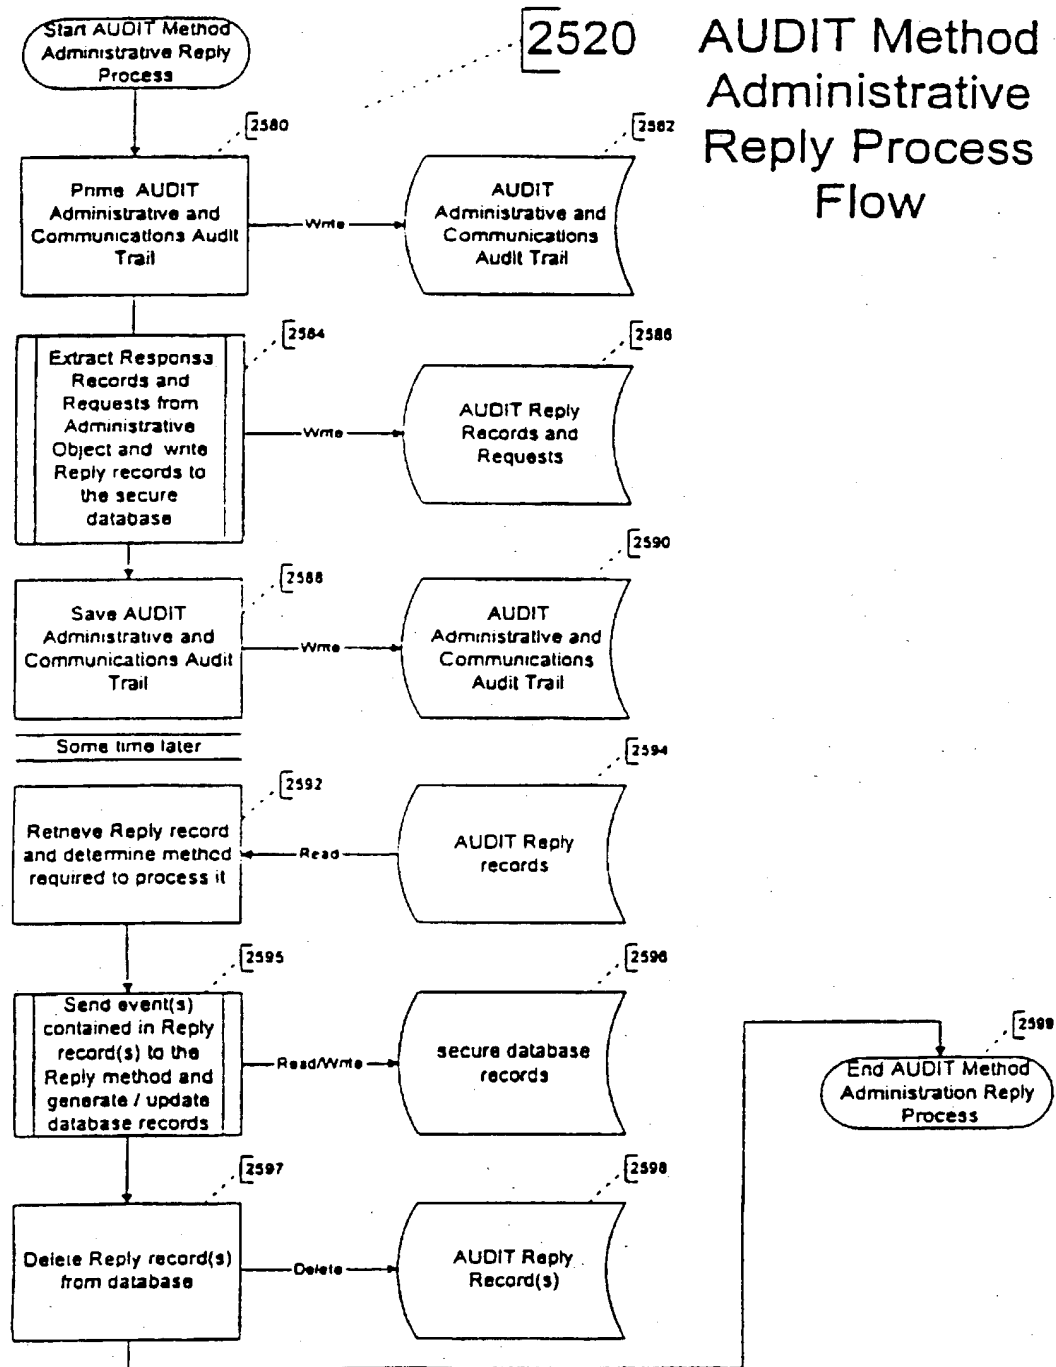 Start AUDIT Method
Administrative Reply
Process
2520
AUDIT Method
Administrative
Reply Process
Flow
2580
Prime AUDIT
Administrative and
Communications Audit
Trail
Write
2582
AUDIT
Administrative and
Communications
Audit Trail
2584
Extract Response
Records and
Requests from
Administrative
Object and write
Reply records to
the secure
database
Write
2586
AUDIT Reply
Records and
Requests
2588
Save AUDIT
Administrative and
Communications Audit
Trail
Write
2590
AUDIT
Administrative and
Communications
Audit Trail
Some time later
2592
Retrieve Reply record
and determine method
required to process it
Read
2594
AUDIT Reply
records
2595
Send event(s)
contained in Reply
record(s) to the
Reply method and
generate / update
database records
Read/Write
2596
secure database
records
2597
Delete Reply record(s)
from database
Delete
2598
AUDIT Reply
Record(s)
2599
End AUDIT Method
Administration Reply
Process